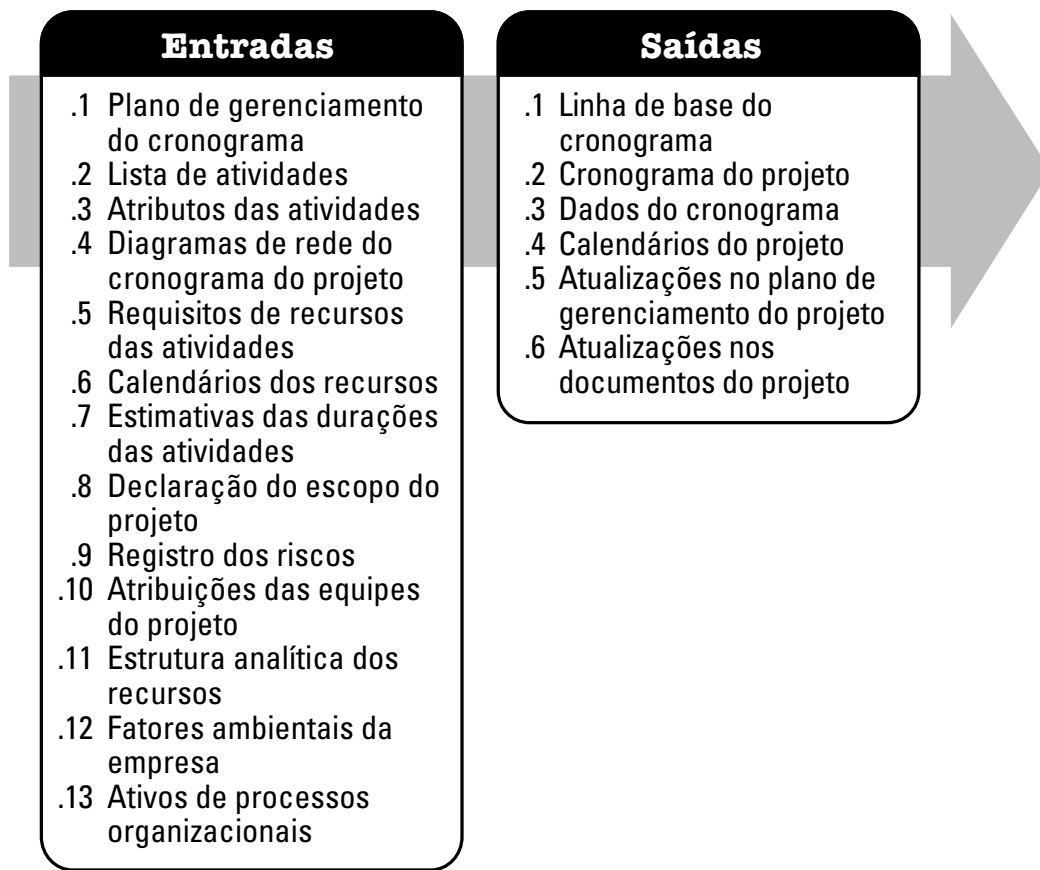 Entradas
.1 Plano de gerenciamento
do cronograma
.2 Lista de atividades
.3 Atributos das atividades
.4 Diagramas de rede do
cronograma do projeto
.5 Requisitos de recursos
das atividades
.6 Calendários dos recursos
.7 Estimativas das durações
das atividades
.8 Declaração do escopo do
projeto
.9 Registro dos riscos
.10 Atribuições das equipes
do projeto
.11 Estrutura analítica dos
recursos
.12 Fatores ambientais da
empresa
.13 Ativos de processos
organizacionais
Saídas
.1 Linha de base do
cronograma
.2 Cronograma do projeto
.3 Dados do cronograma
.4 Calendários do projeto
.5 Atualizações no plano de
gerenciamento do projeto
.6 Atualizações nos
documentos do projeto